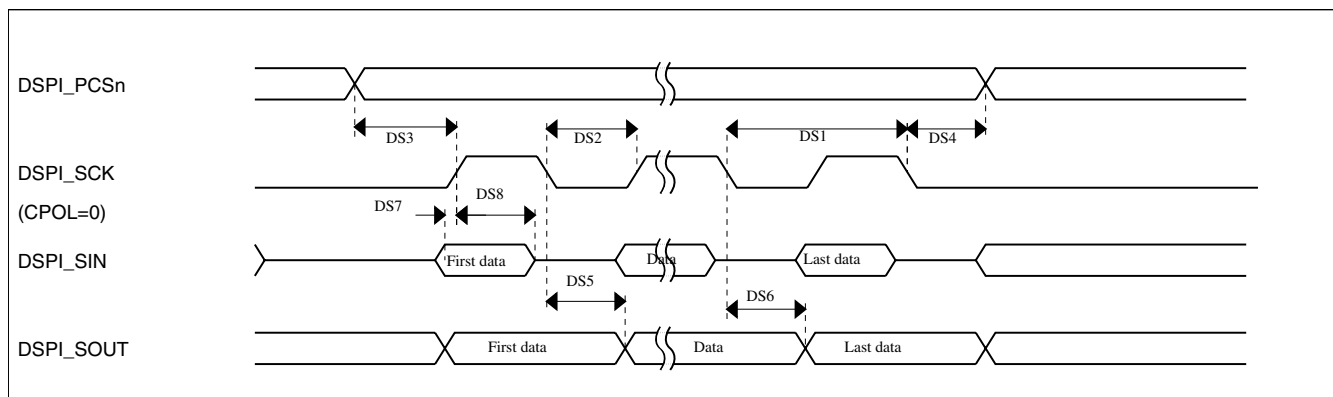 DSPI_PCSn
DS3
DS2
DS1
DS4
DSPI_SCK
(CPOL=0)
DS7
DS8
DSPI_SIN
First data
Data
Last data
DS5
DS6
DSPI_SOUT
First data
Data
Last data